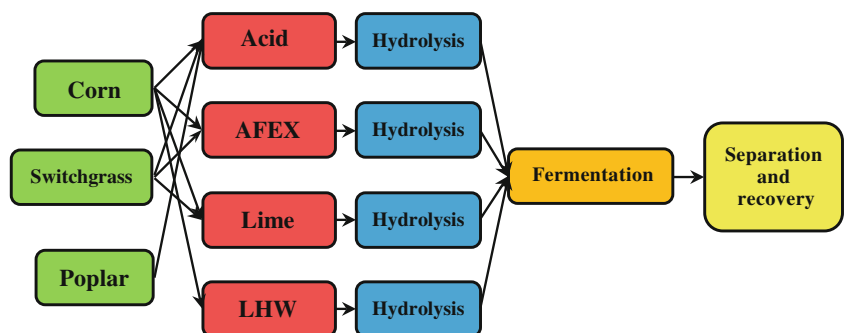 Corn
Switchgrass
Poplar
Acid
AFEX
Lime
LHW
Hydrolysis
Hydrolysis
Hydrolysis
Hydrolysis
Fermentation
Separation
and
recovery